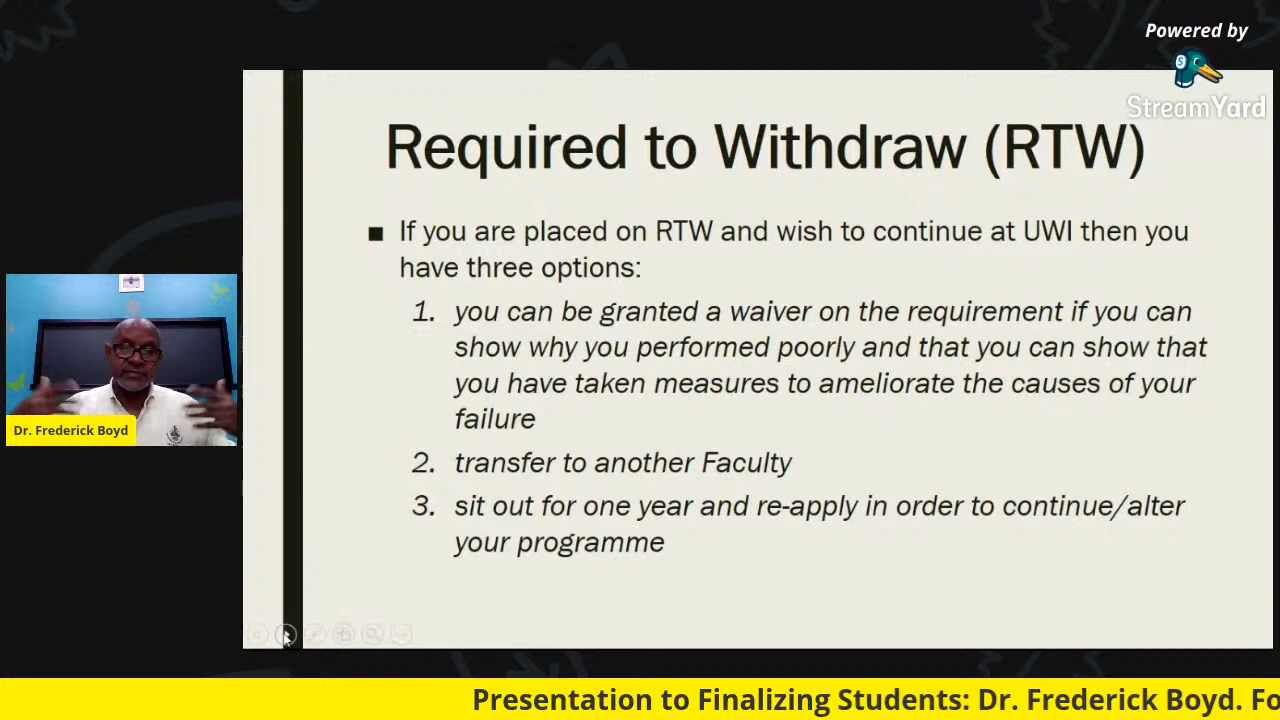 Powered by
StreamYard
Required to Withdraw (RTW)
■ If you are placed on RTW and wish to continue at UWI then you
have three options:
1. you can be granted a waiver on the requirement if you can
show why you performed poorly and that you can show that
you have taken measures to ameliorate the causes of your
failure
2. transfer to another Faculty
3. sit out for one year and re-apply in order to continue/alter
your programme
Dr. Frederick Boyd
Presentation to Finalizing Students: Dr. Frederick Boyd. Fo